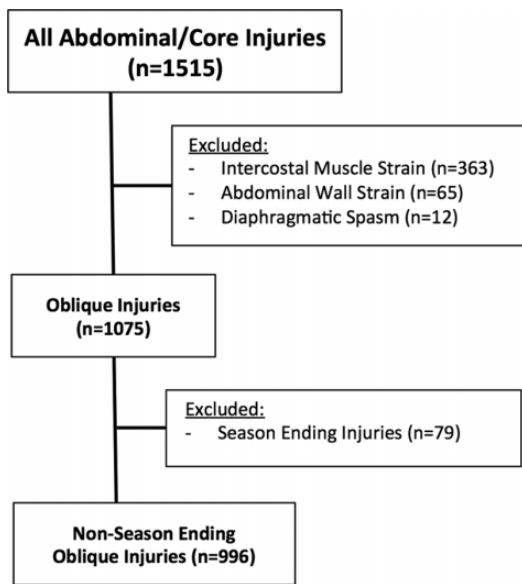 All Abdominal/Core Injuries
(n=1515)
Excluded:
- Intercostal Muscle Strain (n=363)
- Abdominal Wall Strain (n=65)
- Diaphragmatic Spasm (n=12)
Oblique Injuries
(n=1075)
Excluded:
- Season Ending Injuries (n=79)
Non-Season Ending
Oblique Injuries (n=996)